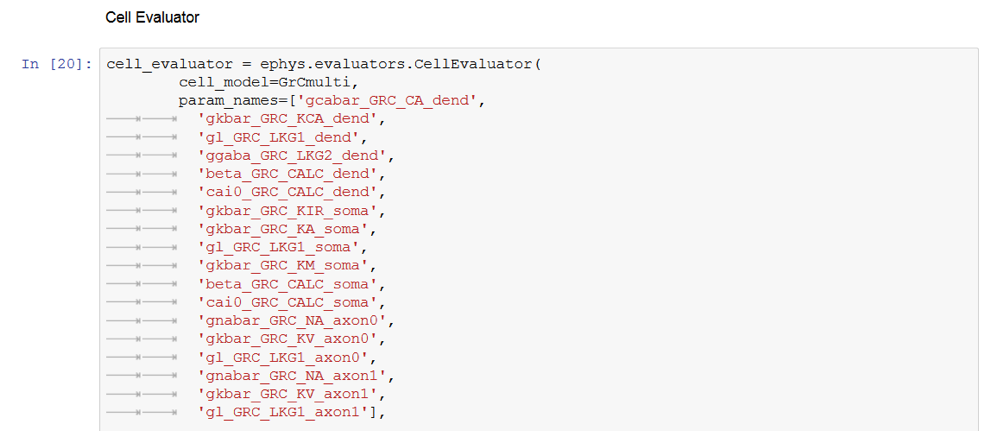 Cell Evaluator
In [20]: cell_evaluator = ephys.evaluators.CellEvaluator(
cell_model=GrCmulti,
param_names=['gcabar_GRC_CA_dend',
'gkbar_GRC_KCA_dend',
'gl_GRC_LKG1_dend',
'ggaba_GRC_LKG2_dend',
'beta_GRC_CALC_dend',
'cai0_GRC_CALC_dend',
'gkbar_GRC_KIR_soma',
'gkbar_GRC_KA_soma',
'gl_GRC_LKG1_soma',
'gkbar_GRC_KM_soma',
'beta_GRC_CALC_soma',
'cai0_GRC_CALC_soma',
'gnabar_GRC_NA_axon0',
'gkbar_GRC_KV_axon0',
'gl_GRC_LKG1_axon0',
'gnabar_GRC_NA_axon1',
'gkbar_GRC_KV_axon1',
'gl_GRC_LKG1_axon1'],